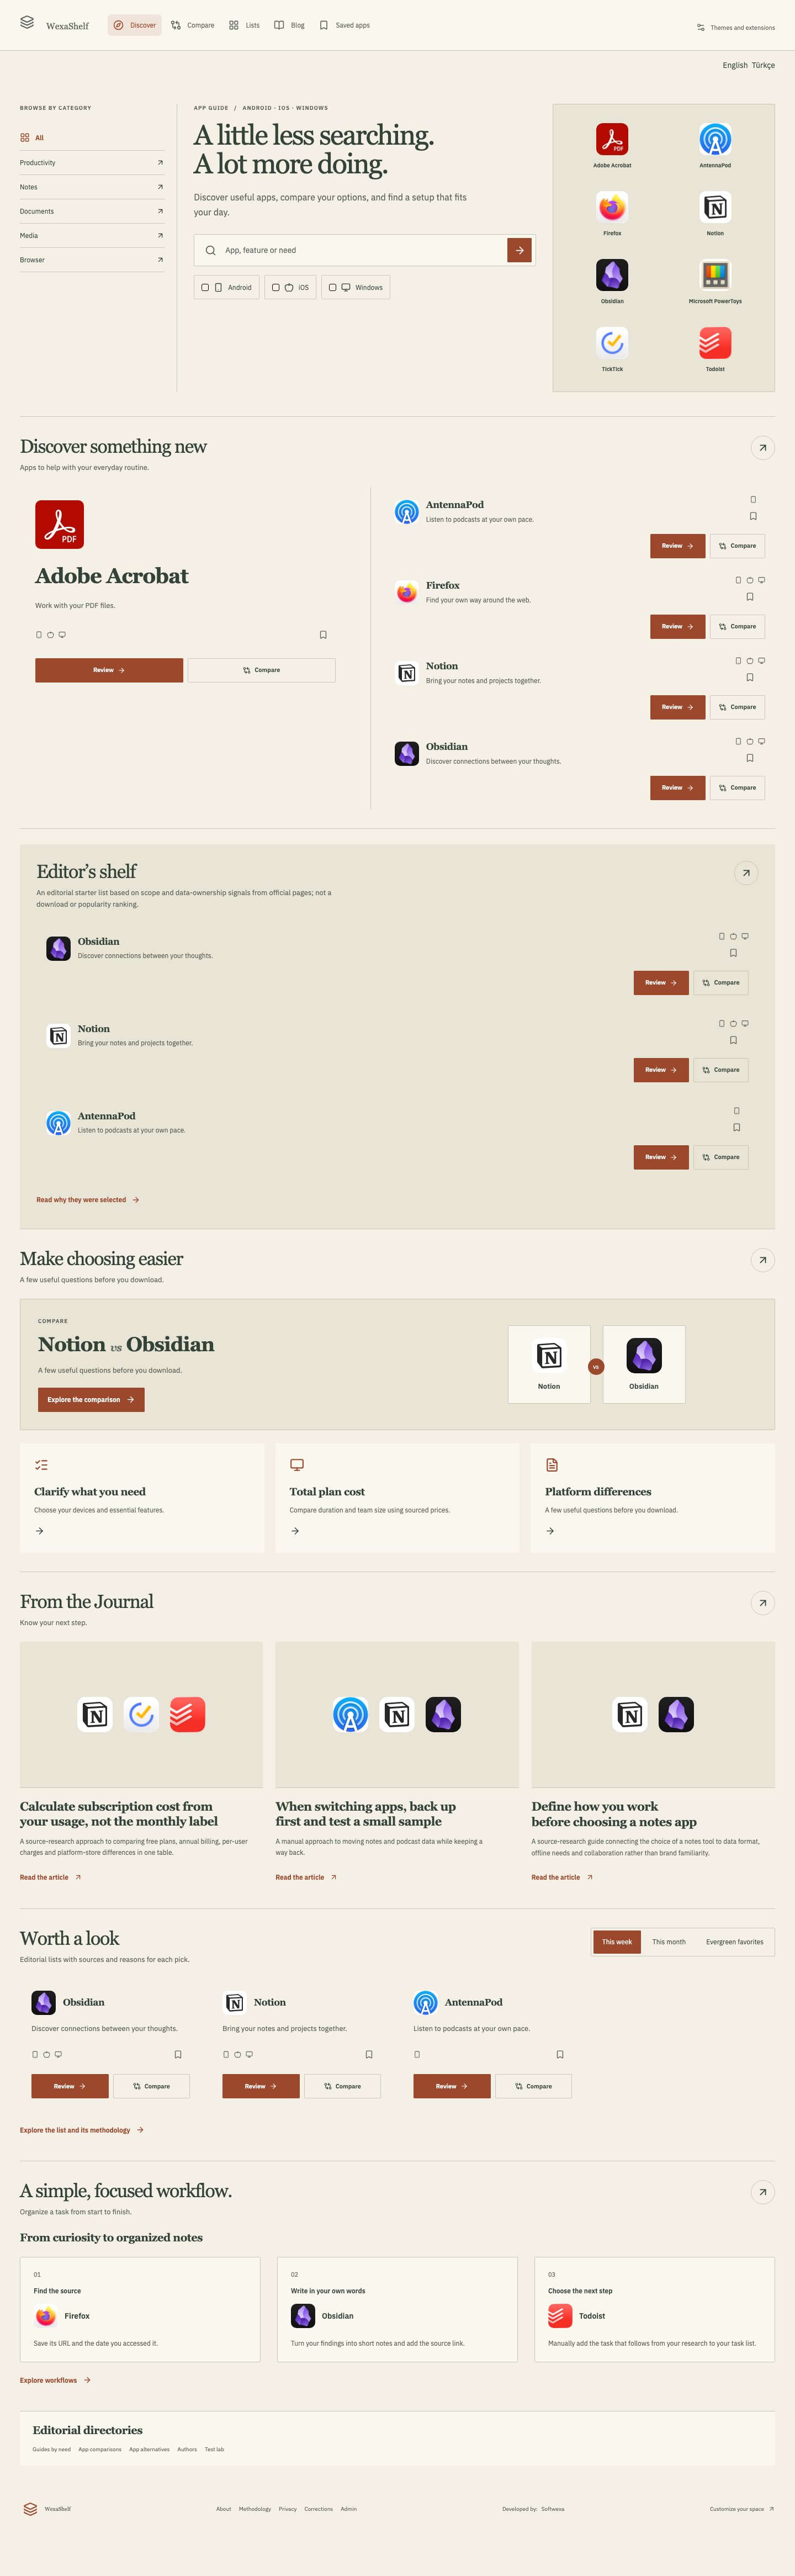 WexaShelf
Discover
Compare
Lists
Blog
Saved apps
Themes and extensions
English Türkçe
BROWSE BY CATEGORY
All
Productivity
Notes
Documents
Media
Browser
APP GUIDE / ANDROID · IOS · WINDOWS
A little less searching.
A lot more doing.
Discover useful apps, compare your options, and find a setup that fits
your day.
App, feature or need
Android
iOS
Windows
PDF
Adobe Acrobat
AntennaPod
Firefox
Notion
Obsidian
Microsoft PowerToys
TickTick
Todoist
Discover something new
Apps to help with your everyday routine.
PDF
Adobe Acrobat
Work with your PDF files.
Review
Compare
AntennaPod
Listen to podcasts at your own pace.
Review
Compare
Firefox
Find your own way around the web.
Review
Compare
Notion
Bring your notes and projects together.
Review
Compare
Obsidian
Discover connections between your thoughts.
Review
Compare
Editor’s shelf
An editorial starter list based on scope and data-ownership signals from official pages; not a
download or popularity ranking.
Obsidian
Discover connections between your thoughts.
Review
Compare
Notion
Bring your notes and projects together.
Review
Compare
AntennaPod
Listen to podcasts at your own pace.
Review
Compare
Read why they were selected
Make choosing easier
A few useful questions before you download.
COMPARE
Notion vs Obsidian
A few useful questions before you download.
Explore the comparison
Notion
VS
Obsidian
Clarify what you need
Choose your devices and essential features.
Total plan cost
Compare duration and team size using sourced prices.
Platform differences
A few useful questions before you download.
From the Journal
Know your next step.
Calculate subscription cost from
your usage, not the monthly label
A source-research approach to comparing free plans, annual billing, per-user
charges and platform-store differences in one table.
Read the article
When switching apps, back up
first and test a small sample
A manual approach to moving notes and podcast data while keeping a
way back.
Read the article
Define how you work
before choosing a notes app
A source-research guide connecting the choice of a notes tool to data format,
offline needs and collaboration rather than brand familiarity.
Read the article
Worth a look
Editorial lists with sources and reasons for each pick.
This week
This month
Evergreen favorites
Obsidian
Discover connections between your thoughts.
Review
Compare
Notion
Bring your notes and projects together.
Review
Compare
AntennaPod
Listen to podcasts at your own pace.
Review
Compare
Explore the list and its methodology
A simple, focused workflow.
Organize a task from start to finish.
From curiosity to organized notes
01
Find the source
Firefox
Save its URL and the date you accessed it.
02
Write in your own words
Obsidian
Turn your findings into short notes and add the source link.
03
Choose the next step
Todoist
Manually add the task that follows from your research to your task list.
Explore workflows
Editorial directories
Guides by need
App comparisons
App alternatives
Authors
Test lab
WexaShelf
About
Methodology
Privacy
Corrections
Admin
Developed by: Softwexa
Customize your space